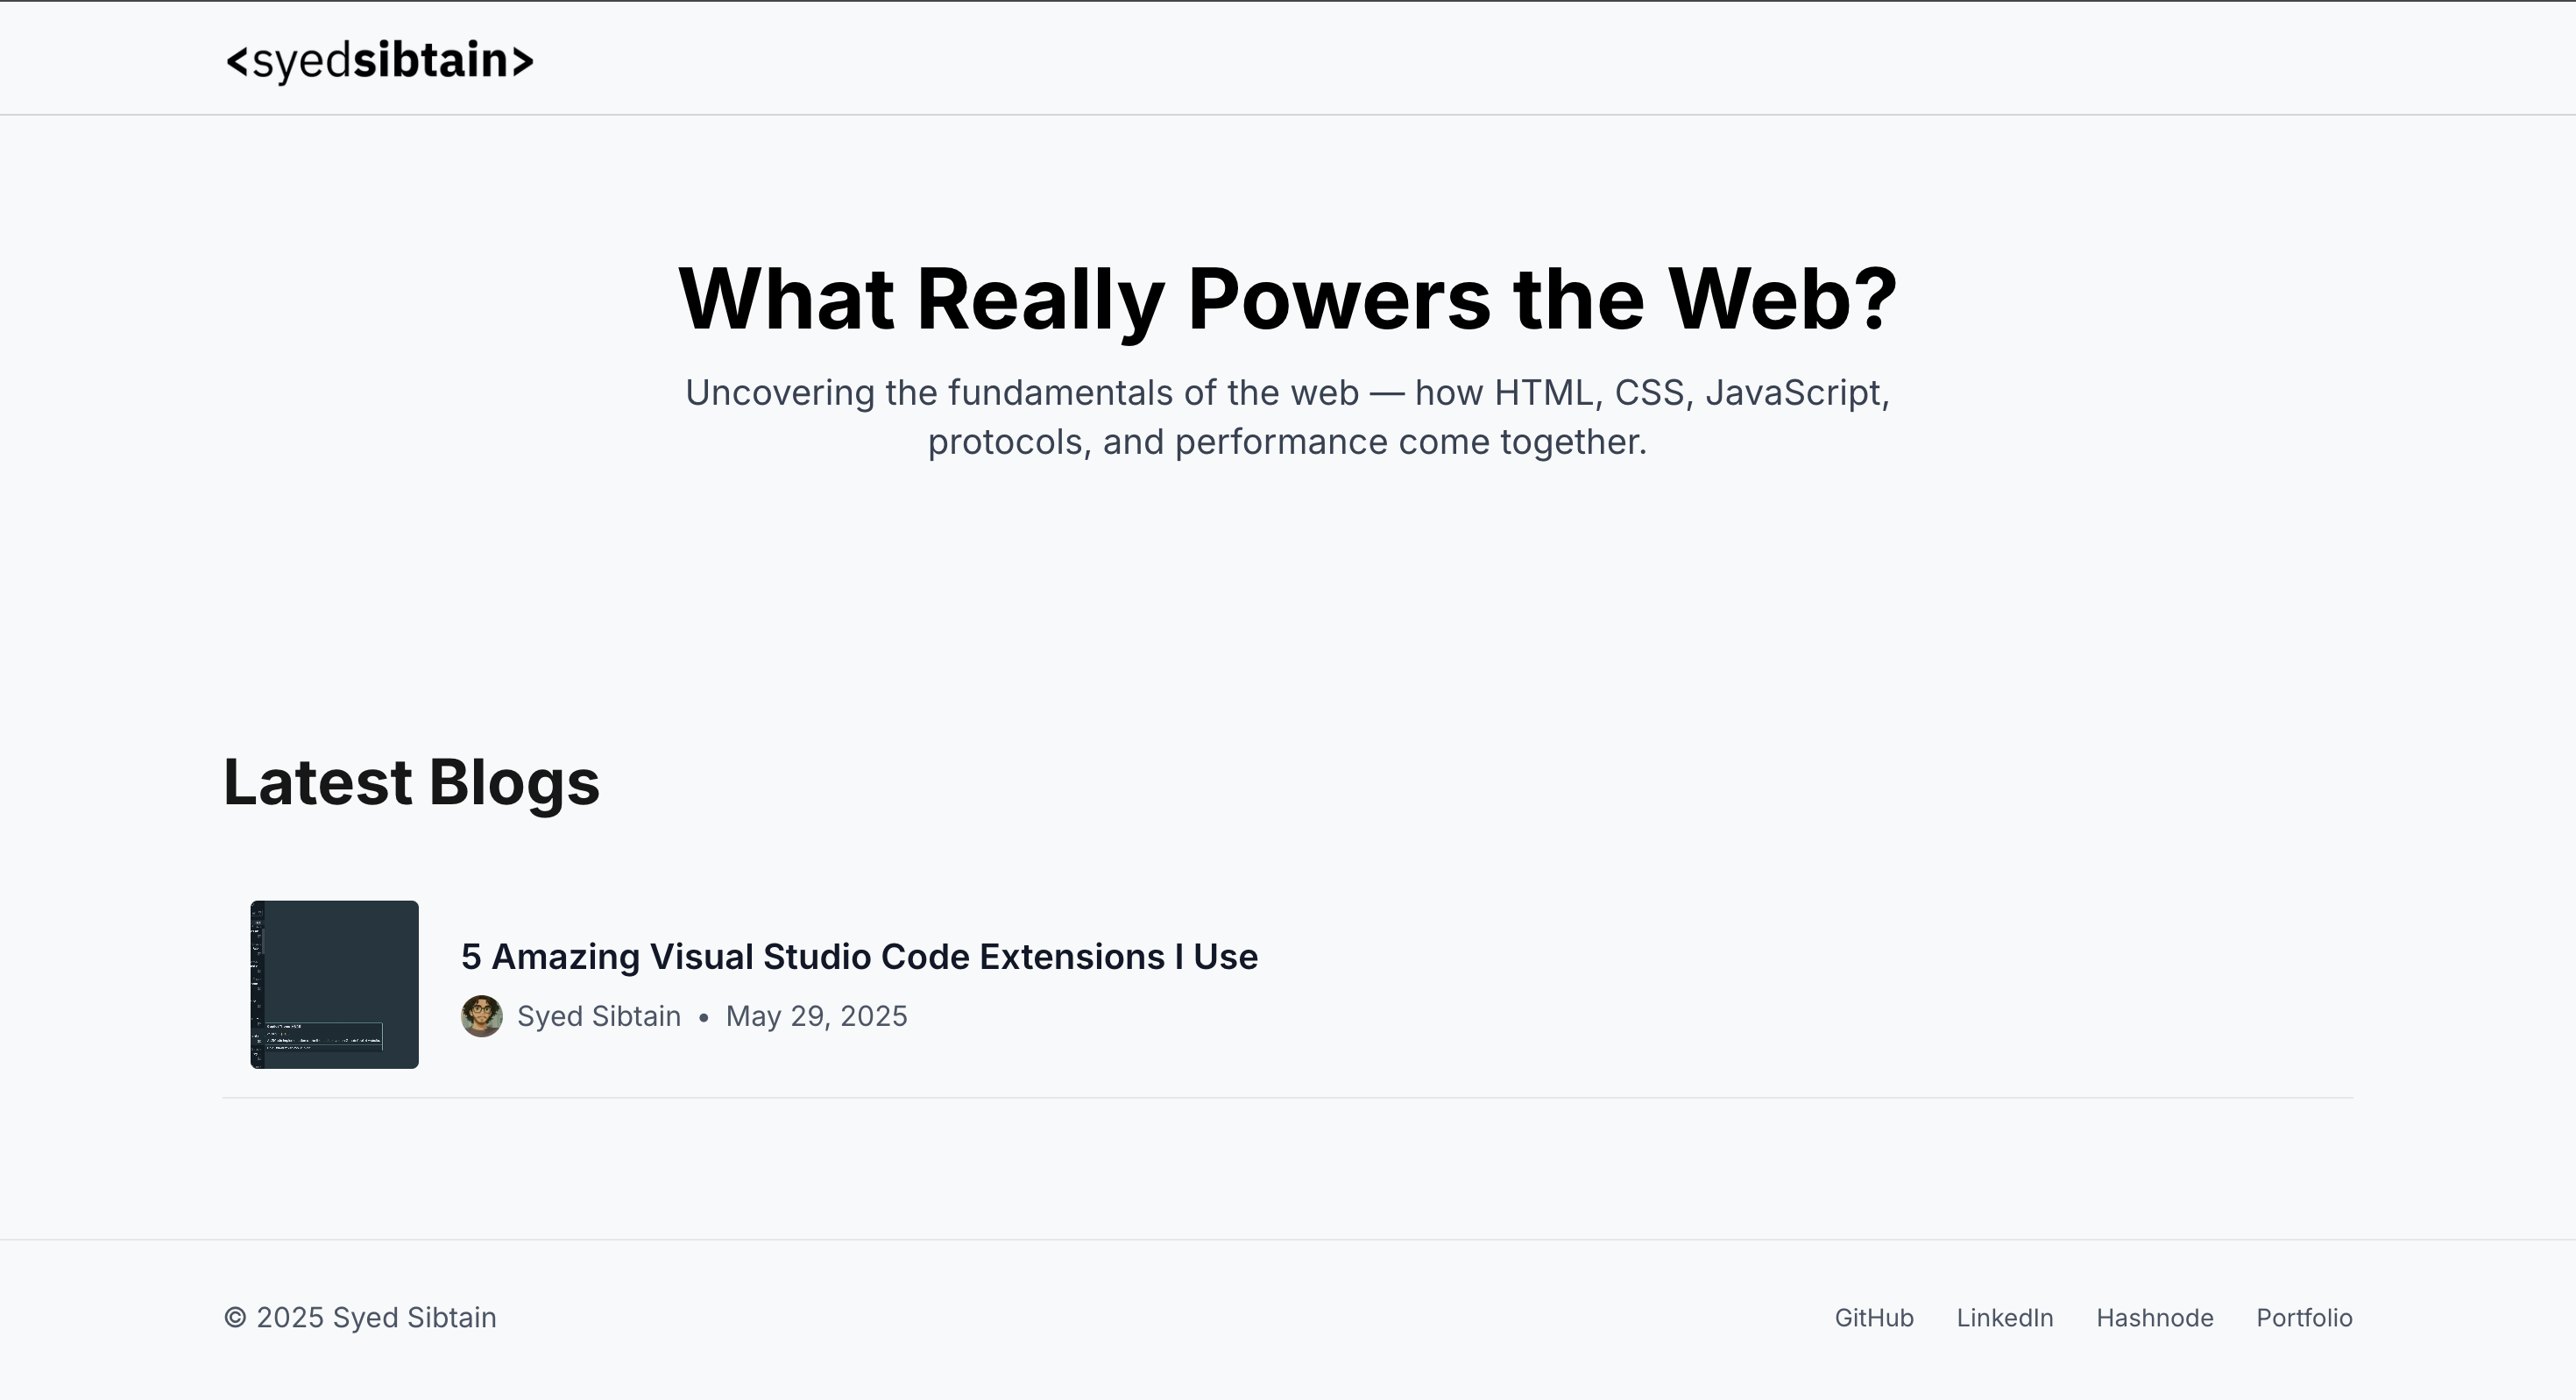 <syedsibtain>
What Really Powers the Web?
Uncovering the fundamentals of the web — how HTML, CSS, JavaScript,
protocols, and performance come together.
Latest Blogs
5 Amazing Visual Studio Code Extensions I Use
Syed Sibtain • May 29, 2025
© 2025 Syed Sibtain
GitHub LinkedIn Hashnode Portfolio